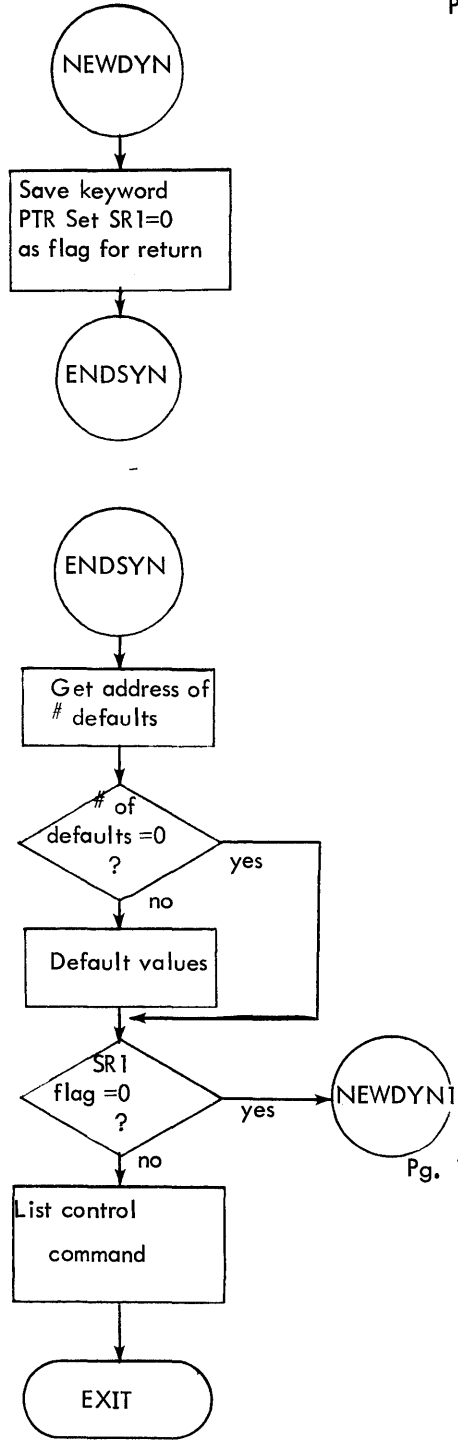 P
NEWDYN
Save keyword
PTR Set SR1=0
as flag for return
ENDSYN
ENDSYN
Get address of
# defaults
# of
defaults =0
?
yes
no
Default values
SR1
flag =0
?
yes
NEWDYN1
Pg.
no
List control
command
EXIT